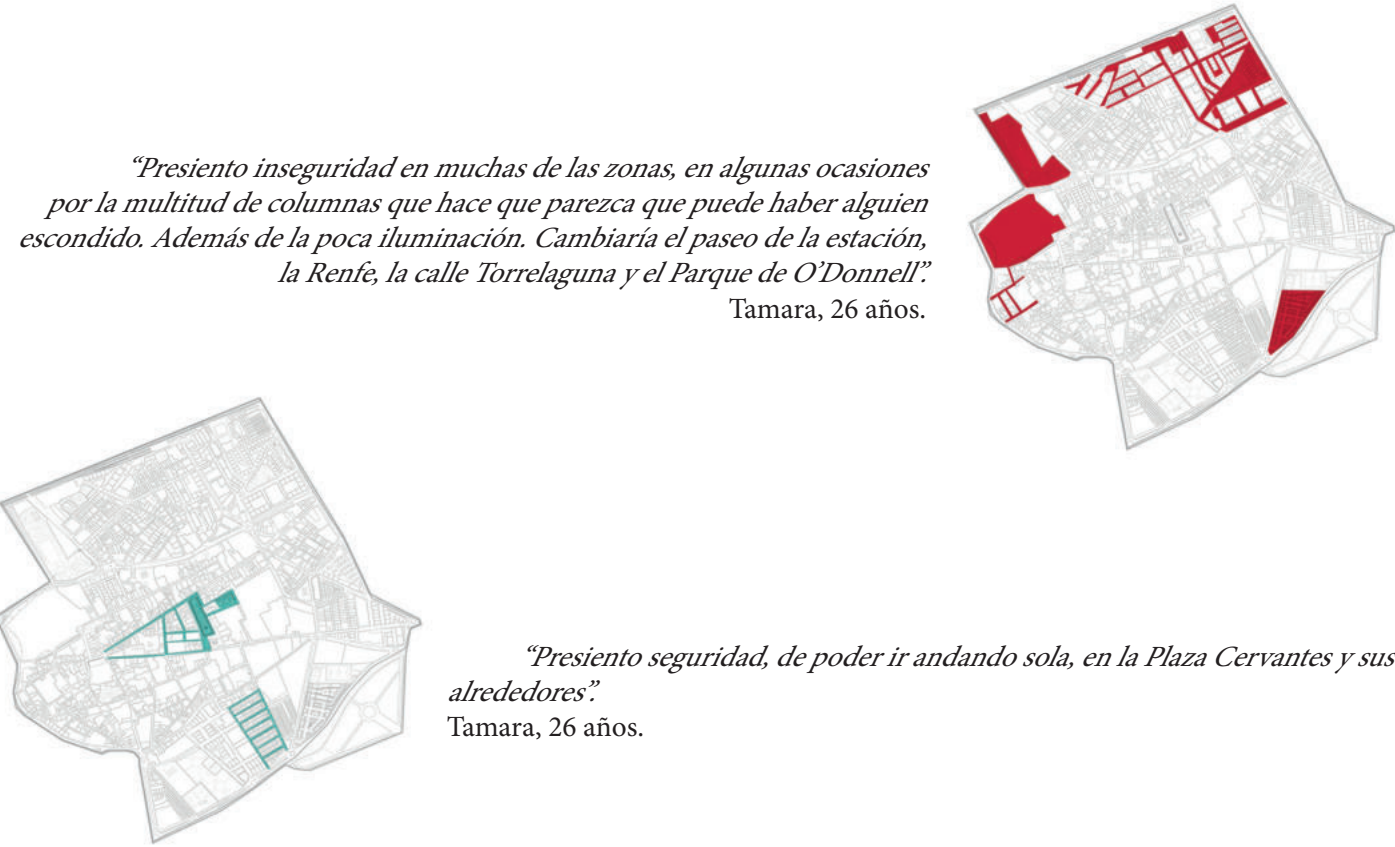 “Presiento inseguridad en muchas de las zonas, en algunas ocasiones
por la multitud de columnas que hace que parezca que puede haber alguien
escondido. Además de la poca iluminación. Cambiaría el paseo de la estación,
la Renfe, la calle Torrelaguna y el Parque de O’Donnell”.
Tamara, 26 años.
“Presiento seguridad, de poder ir andando sola, en la Plaza Cervantes y sus
alrededores”.
Tamara, 26 años.